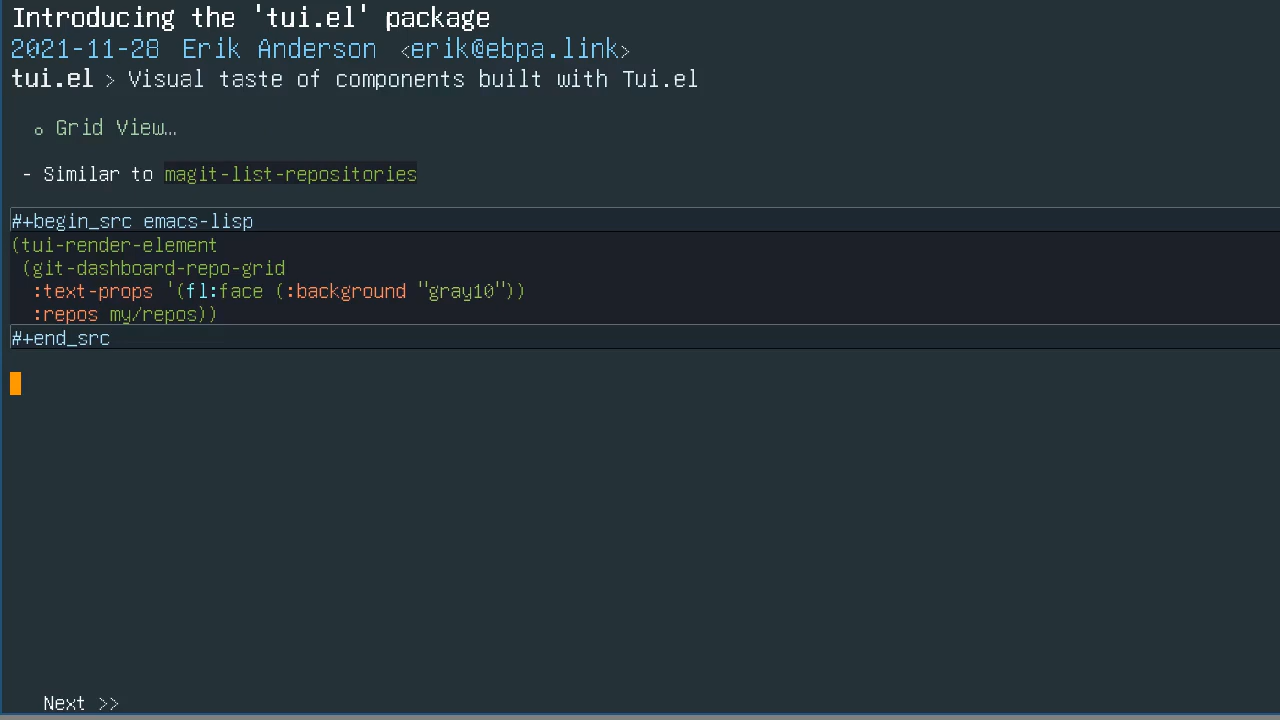 Introducing the 'tui.el' package
2021-11-28 Erik Anderson <erik@ebpa.link>
tui.el > Visual taste of components built with Tui.el
o Grid View…
- Similar to magit-list-repositories
#+begin_src emacs-lisp
(tui-render-element
(git-dashboard-repo-grid
:text-props '(fl:face (:background "gray10"))
:repos my/repos))
#+end_src
Next >>